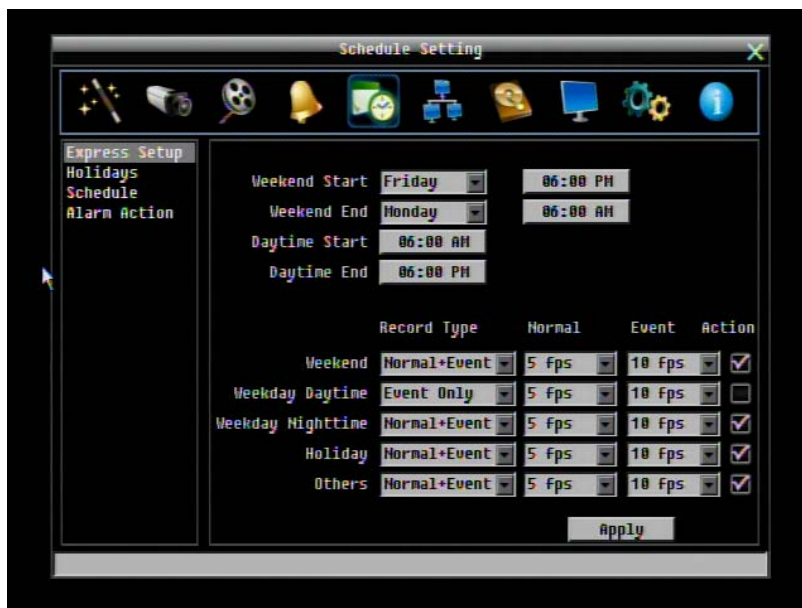 Schedule Setting
Express Setup
Holidays
Schedule
Alarm Action
Weekend Start Friday 06:00 PM
Weekend End Monday 06:00 AM
Daytime Start 06:00 AM
Daytime End 06:00 PM
Record Type Normal Event Action
Weekend Normal+Event 5 fps 10 fps
Weekday Daytime Event Only 5 fps 10 fps
Weekday Nighttime Normal+Event 5 fps 10 fps
Holiday Normal+Event 5 fps 10 fps
Others Normal+Event 5 fps 10 fps
Apply